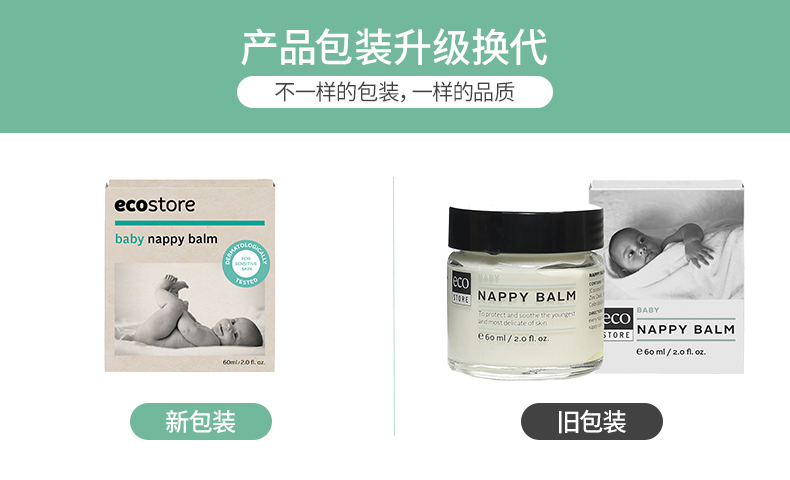 产品包装升级换代
不一样的包装，一样的品质
ecostore
baby nappy balm
DERMATOLOGICALLY
FOR
SENSITIVE
SKIN
TESTED
60ml/2.0 fl. oz.
新包装
eco
STORE
BABY
NAPPY BALM
To protect and soothe the youngest
and most delicate of skin
e 60 ml / 2.0 fl. oz.
eco
STORE
BABY
NAPPY BALM
e 60 ml / 2.0 fl. oz.
旧包装